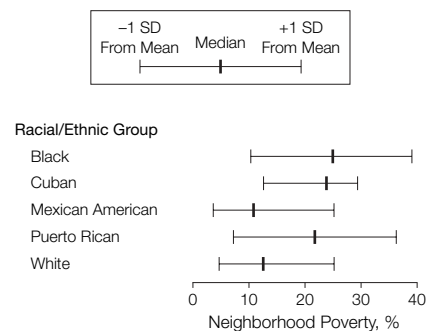 −1 SD From Mean
Median
+1 SD From Mean
Racial/Ethnic Group
Black
Cuban
Mexican American
Puerto Rican
White
0 10 20 30 40
Neighborhood Poverty, %